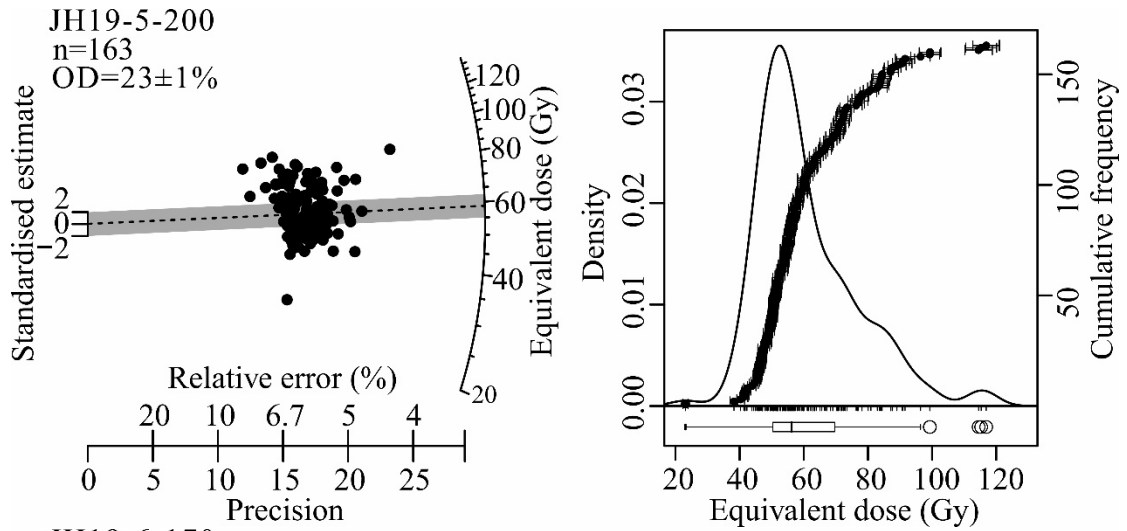 JH19-5-200
n=163
OD=23±1%
Standardised estimate
2
0
−2
Equivalent dose (Gy)
120
100
80
60
40
20
Relative error (%)
20 10 6.7 5 4
0 5 10 15 20 25
Precision
Density
0.03
0.02
0.01
0.00
Cumulative frequency
150
100
50
20 40 60 80 100 120
Equivalent dose (Gy)